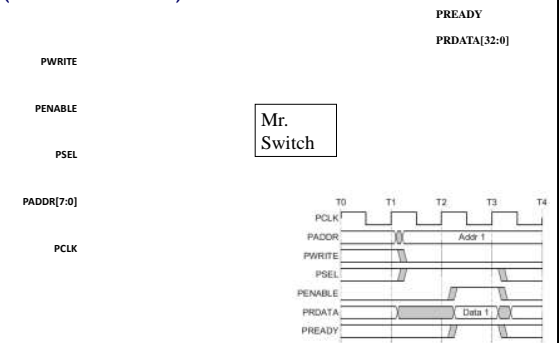 PREADY
PRDATA[32:0]
PWRITE
PENABLE
Mr.
Switch
PSEL
PADDR[7:0]
PCLK
T0 T1 T2 T3 T4
PCLK
PADDR Addr 1
PWRITE
PSEL
PENABLE
PRDATA Data 1
PREADY